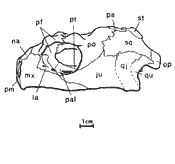 pa st
pf pt
na po sq
mx ju qj qu op
pm la pal
1cm